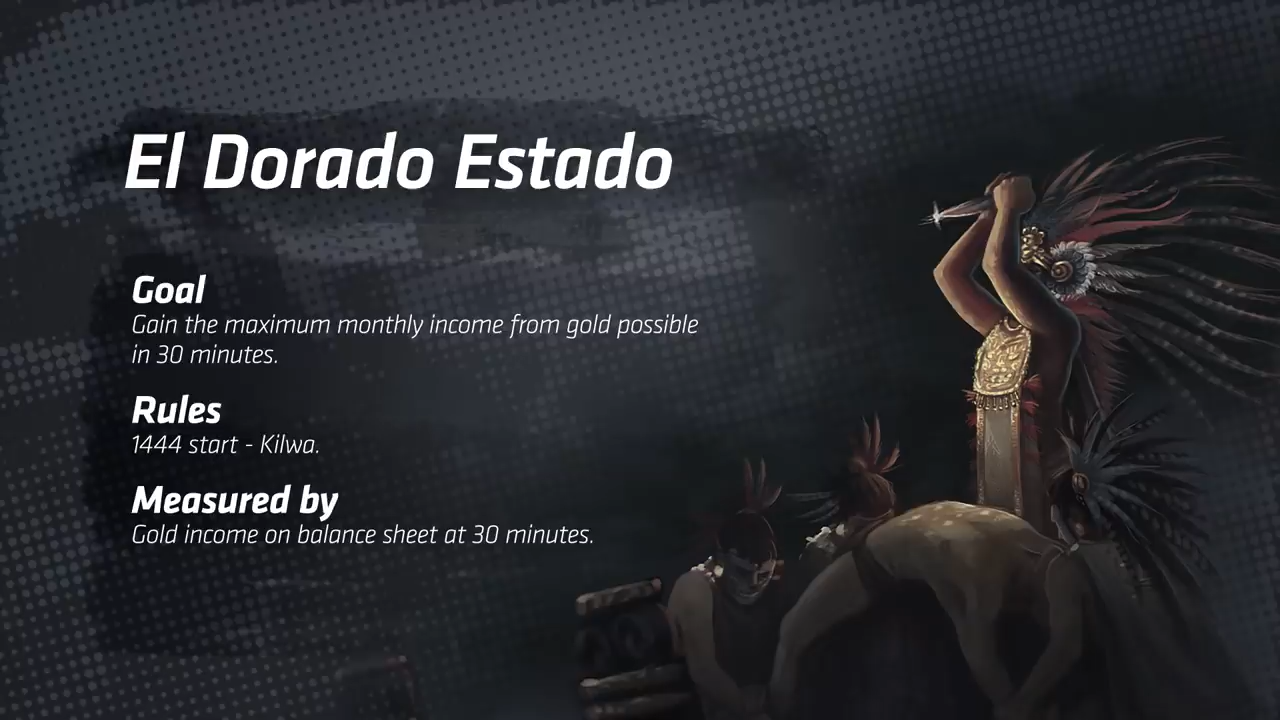 El Dorado Estado
Goal
Gain the maximum monthly income from gold possible
in 30 minutes.
Rules
1444 start - Kilwa.
Measured by
Gold income on balance sheet at 30 minutes.